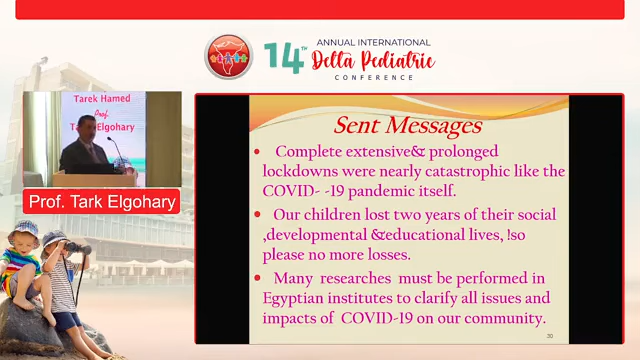 14TH
ANNUAL INTERNATIONAL
Delta Pediatric
CONFERENCE
Tarek Hamed
Prof.
Prof. Tark Elgohary
Sent Messages
• Complete extensive& prolonged
lockdowns were nearly catastrophic like the
COVID- -19 pandemic itself.
• Our children lost two years of their social
,developmental &educational lives, !so
please no more losses.
• Many researches must be performed in
Egyptian institutes to clarify all issues and
impacts of COVID-19 on our community.
30